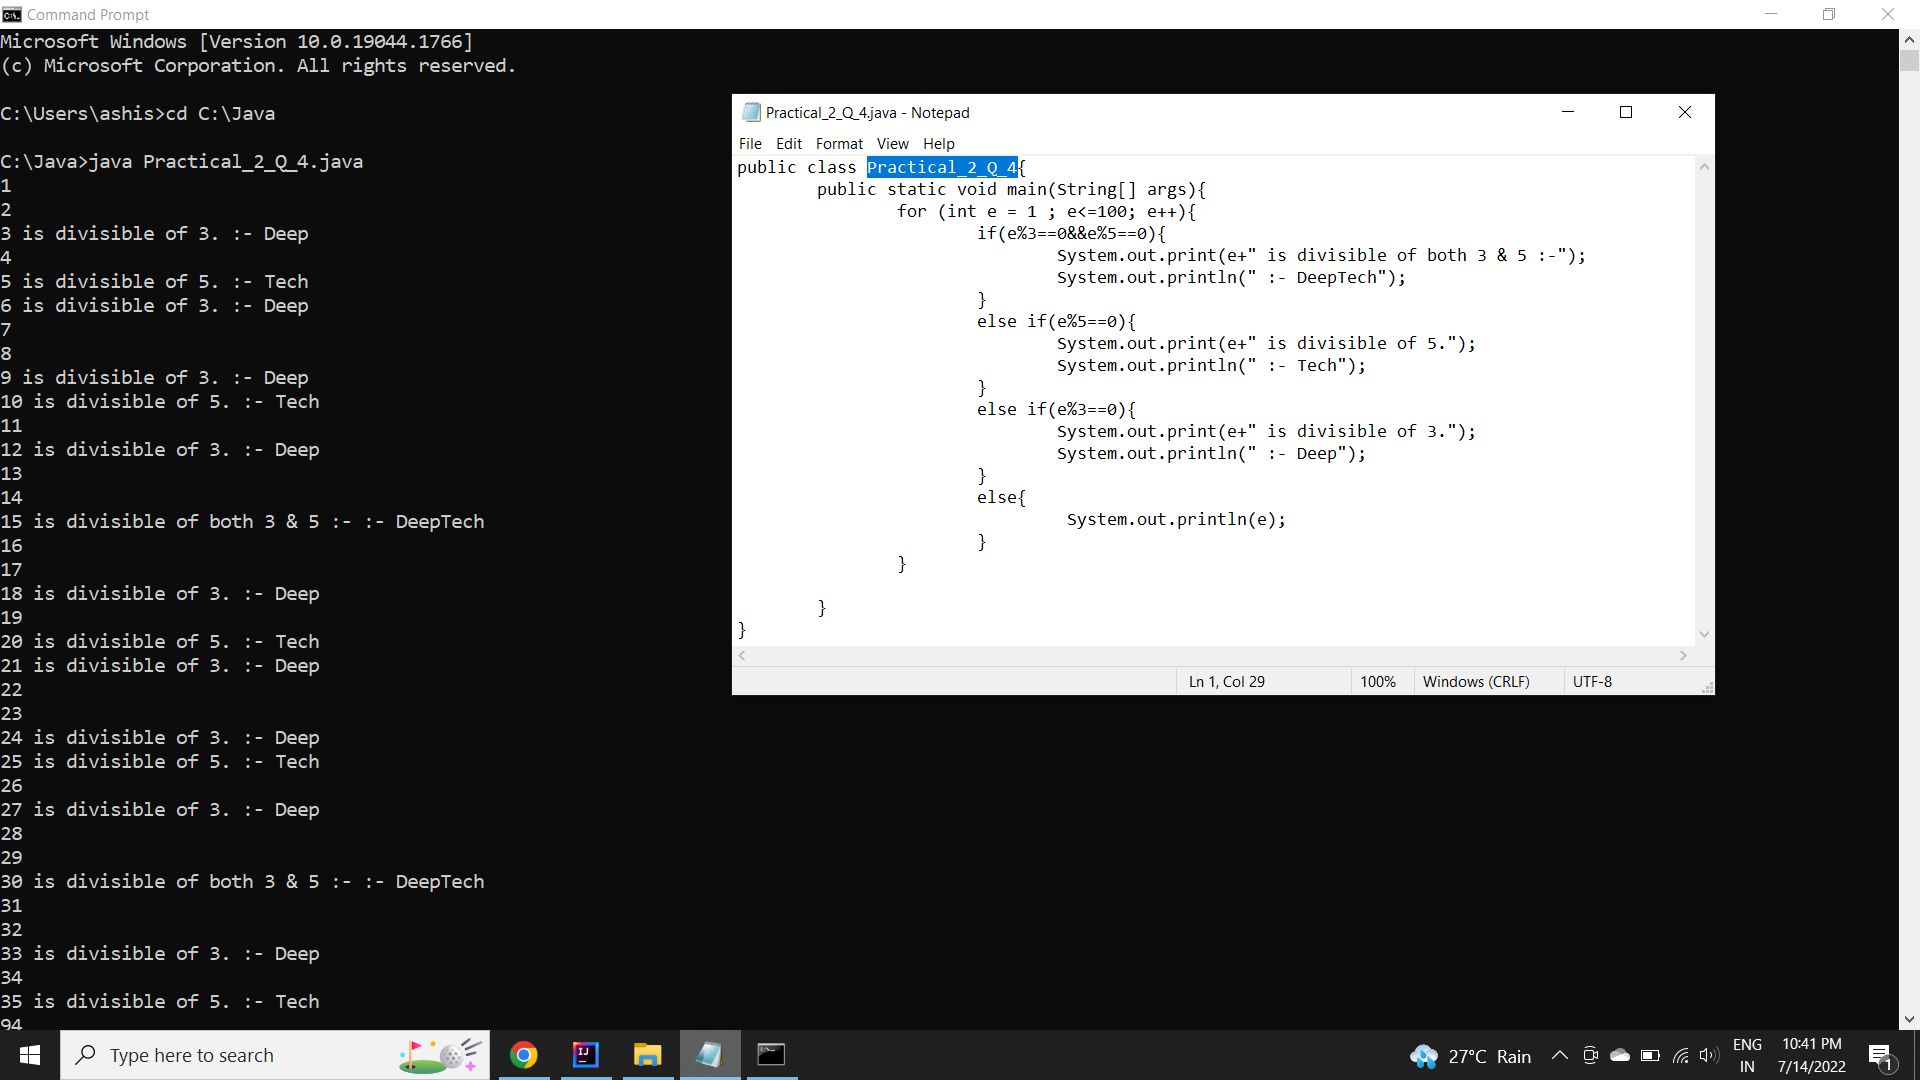 Command Prompt
Microsoft Windows [Version 10.0.19044.1766]
(c) Microsoft Corporation. All rights reserved.
C:\Users\ashis>cd C:\Java
C:\Java>java Practical_2_Q_4.java
1
2
3 is divisible of 3. :- Deep
4
5 is divisible of 5. :- Tech
6 is divisible of 3. :- Deep
7
8
9 is divisible of 3. :- Deep
10 is divisible of 5. :- Tech
11
12 is divisible of 3. :- Deep
13
14
15 is divisible of both 3 & 5 :- :- DeepTech
16
17
18 is divisible of 3. :- Deep
19
20 is divisible of 5. :- Tech
21 is divisible of 3. :- Deep
22
23
24 is divisible of 3. :- Deep
25 is divisible of 5. :- Tech
26
27 is divisible of 3. :- Deep
28
29
30 is divisible of both 3 & 5 :- :- DeepTech
31
32
33 is divisible of 3. :- Deep
34
35 is divisible of 5. :- Tech
94
Practical_2_Q_4.java - Notepad
File Edit Format View Help
public class Practical_2_Q_4{
public static void main(String[] args){
for (int e = 1 ; e<=100; e++){
if(e%3==0&&e%5==0){
System.out.print(e+" is divisible of both 3 & 5 :-");
System.out.println(" :- DeepTech");
}
else if(e%5==0){
System.out.print(e+" is divisible of 5.");
System.out.println(" :- Tech");
}
else if(e%3==0){
System.out.print(e+" is divisible of 3.");
System.out.println(" :- Deep");
}
else{
System.out.println(e);
}
}
}
}
Ln 1, Col 29 100% Windows (CRLF) UTF-8
Type here to search
IJ
27°C Rain
ENG
IN
10:41 PM
7/14/2022
1